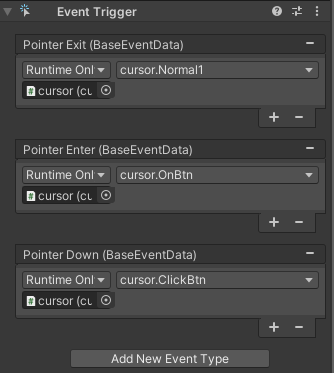 Event Trigger
Pointer Exit (BaseEventData)
Runtime Onl cursor.Normal1
cursor (cu
Pointer Enter (BaseEventData)
Runtime Onl cursor.OnBtn
cursor (cu
Pointer Down (BaseEventData)
Runtime Onl cursor.ClickBtn
cursor (cu
Add New Event Type